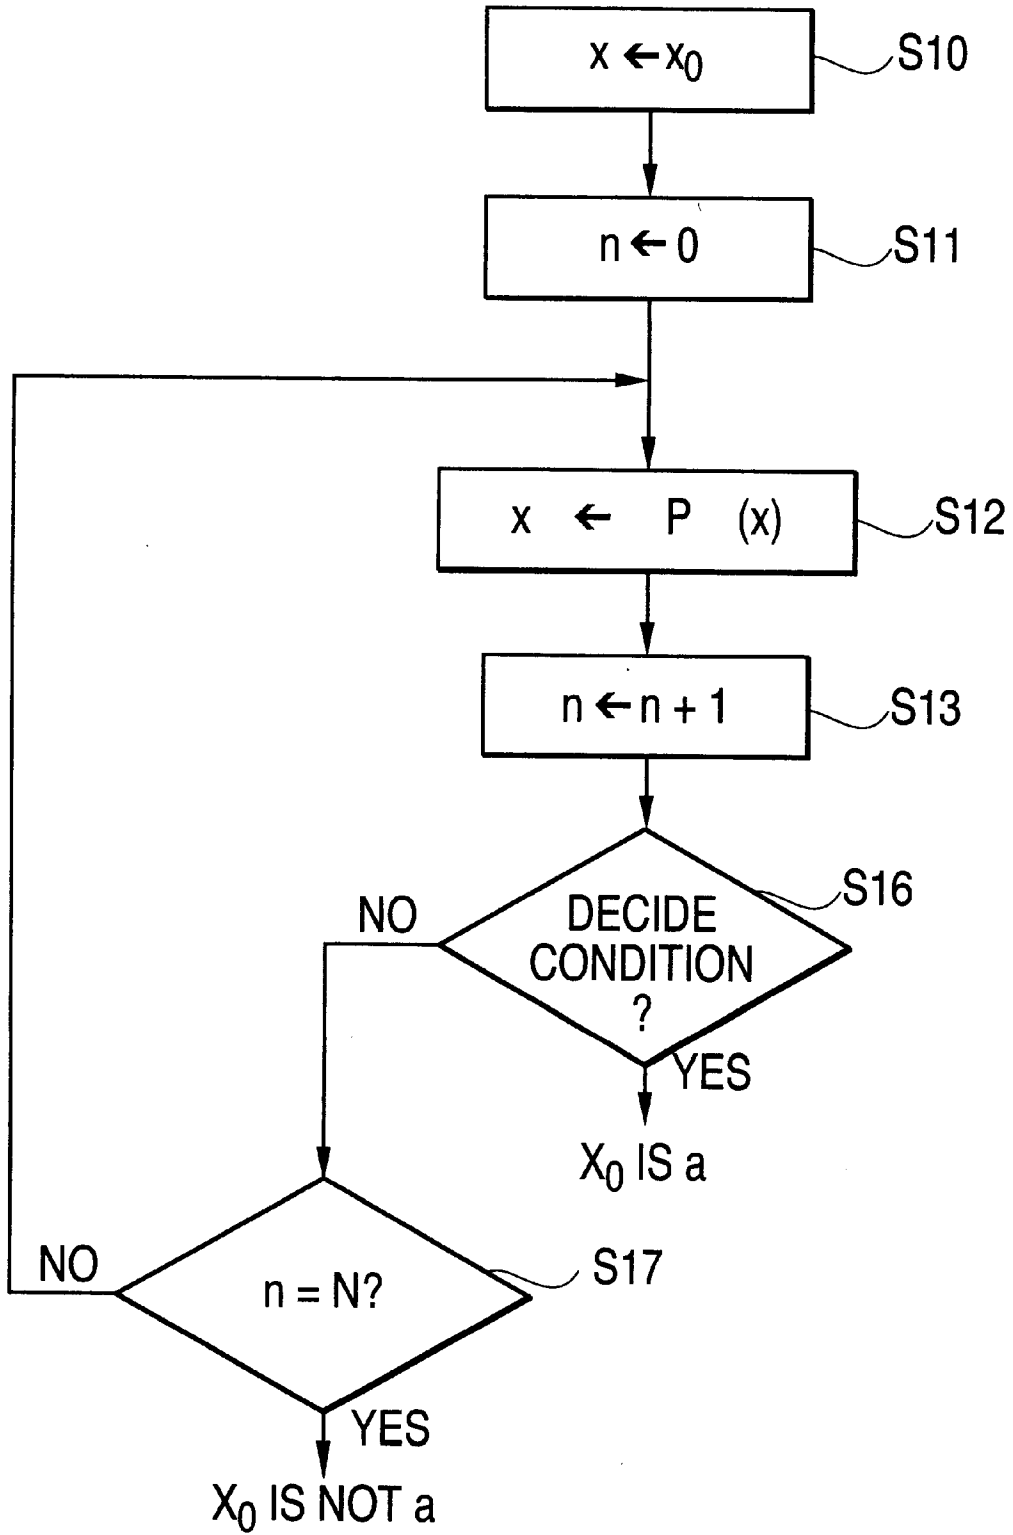 x ← x₀
S10
n ← 0
S11
x ← P (x)
S12
n ← n + 1
S13
S16
NO
DECIDE
CONDITION
?
YES
X₀ IS a
NO
n = N?
S17
YES
X₀ IS NOT a